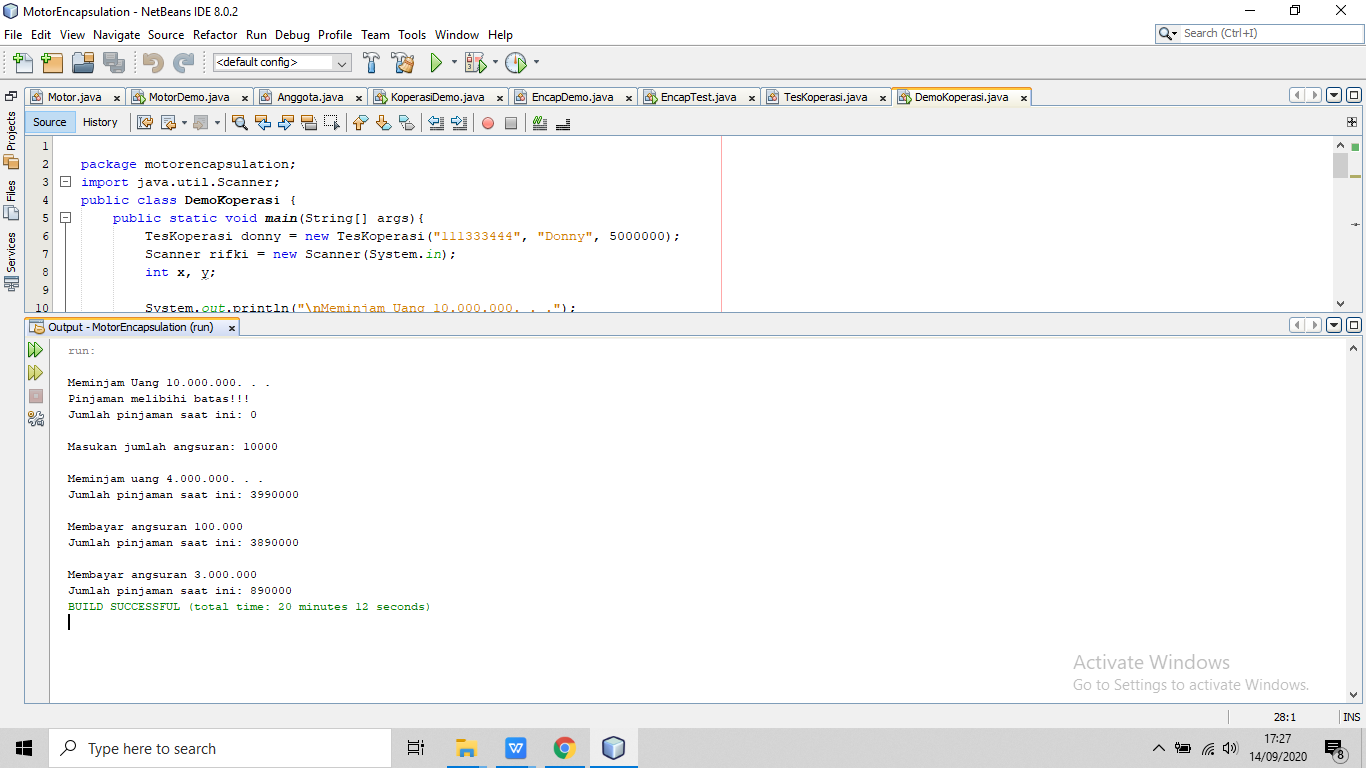 MotorEncapsulation - NetBeans IDE 8.0.2
File Edit View Navigate Source Refactor Run Debug Profile Team Tools Window Help
Search (Ctrl+I)
<default config>
Motor.java MotorDemo.java Anggota.java KoperasiDemo.java EncapDemo.java EncapTest.java TesKoperasi.java DemoKoperasi.java
Projects
Files
Services
Source History
1
2 package motorencapsulation;
3 import java.util.Scanner;
4 public class DemoKoperasi {
5 public static void main(String[] args){
6 TesKoperasi donny = new TesKoperasi("111333444", "Donny", 5000000);
7 Scanner rifki = new Scanner(System.in);
8 int x, y;
9
10 System.out.println("\nMeminjam Uang 10.000.000. . .");
Output - MotorEncapsulation (run)
run:
Meminjam Uang 10.000.000. . .
Pinjaman melibihi batas!!!
Jumlah pinjaman saat ini: 0
Masukan jumlah angsuran: 10000
Meminjam uang 4.000.000. . .
Jumlah pinjaman saat ini: 3990000
Membayar angsuran 100.000
Jumlah pinjaman saat ini: 3890000
Membayar angsuran 3.000.000
Jumlah pinjaman saat ini: 890000
BUILD SUCCESSFUL (total time: 20 minutes 12 seconds)
Activate Windows
Go to Settings to activate Windows.
28:1 INS
Type here to search
17:27
14/09/2020
8